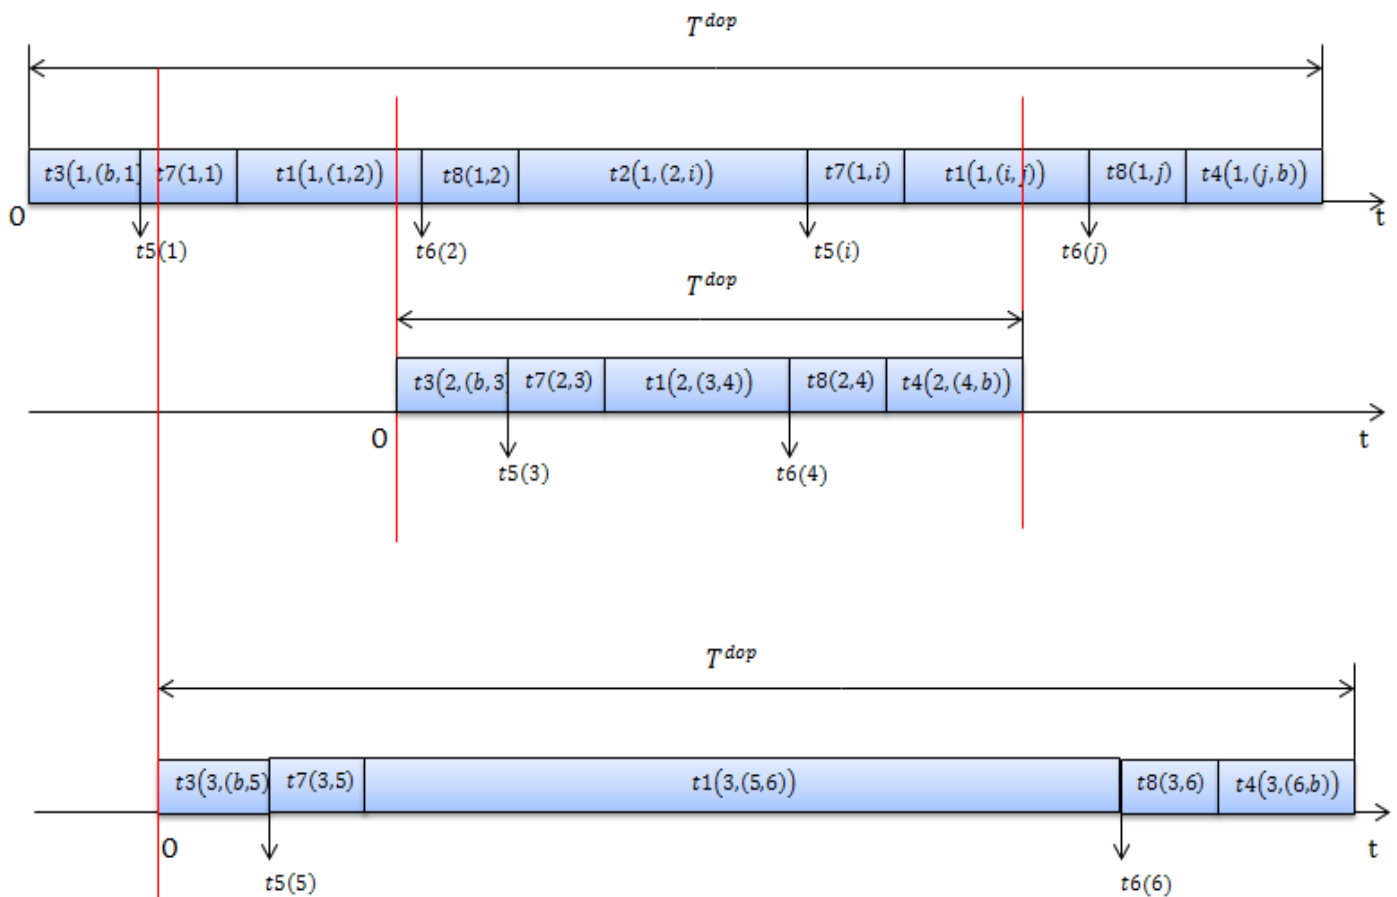 T^dop
t3(1,(b,1) t7(1,1) t1(1,(1,2)) t8(1,2) t2(1,(2,i)) t7(1,i) t1(1,(i,j)) t8(1,j) t4(1,(j,b))
0 t
t5(1) t6(2) t5(i) t6(j)
T^dop
t3(2,(b,3) t7(2,3) t1(2,(3,4)) t8(2,4) t4(2,(4,b))
0 t
t5(3) t6(4)
T^dop
t3(3,(b,5) t7(3,5) t1(3,(5,6)) t8(3,6) t4(3,(6,b))
0 t
t5(5) t6(6)